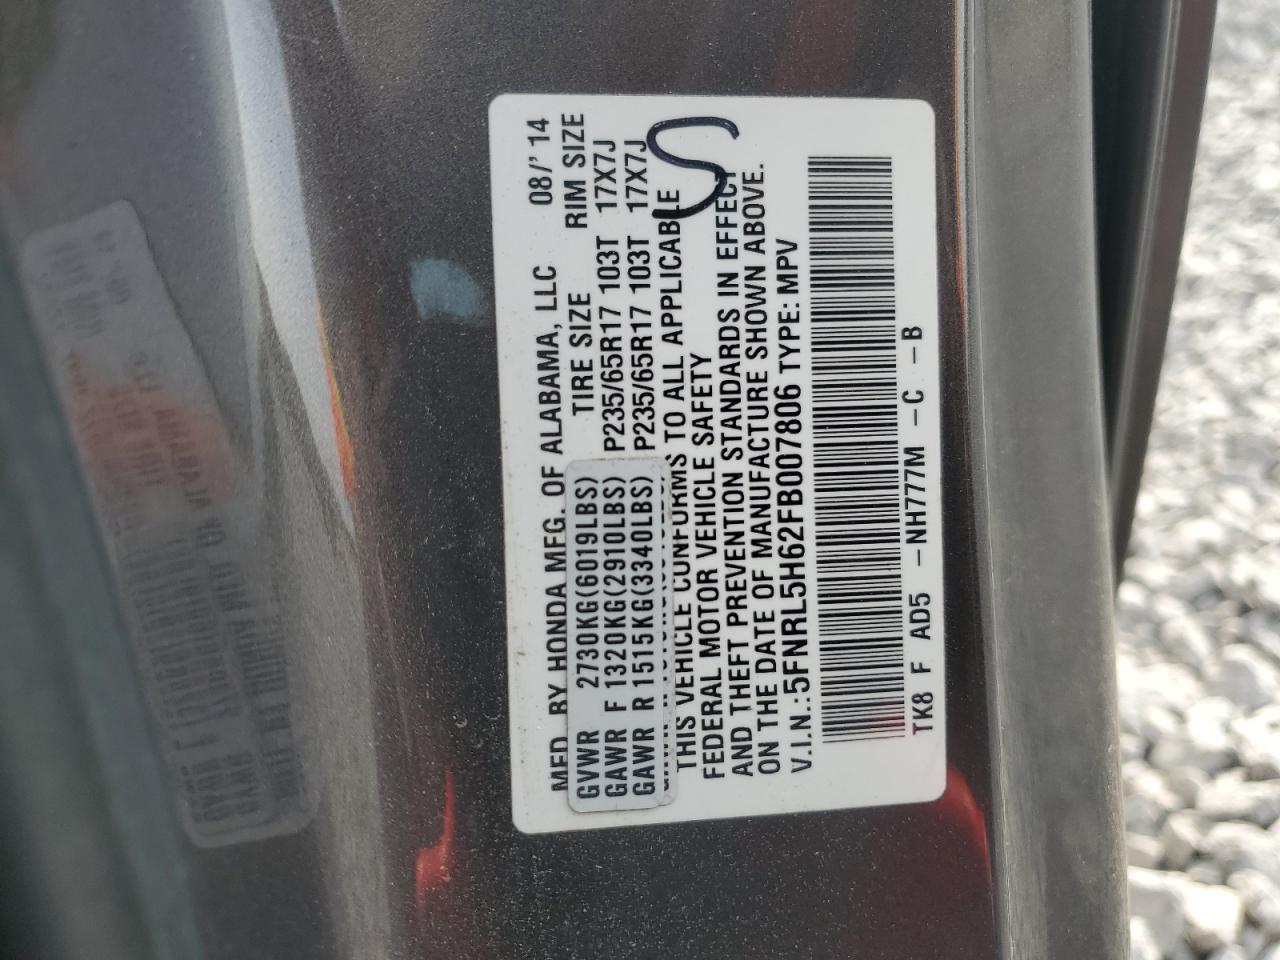 MFD. BY HONDA MFG. OF ALABAMA, LLC 08/'14
TIRE SIZE RIM SIZE
GVWR 2730KG(6019LBS)
GAWR F 1320KG(2910LBS) P235/65R17 103T 17X7J
GAWR R 1515KG(3340LBS) P235/65R17 103T 17X7J
THIS VEHICLE CONFORMS TO ALL APPLICABLE
FEDERAL MOTOR VEHICLE SAFETY
AND THEFT PREVENTION STANDARDS IN EFFECT
ON THE DATE OF MANUFACTURE SHOWN ABOVE.
V.I.N.:5FNRL5H62FB007806 TYPE: MPV
TK8 F AD5 -NH777M -C -B